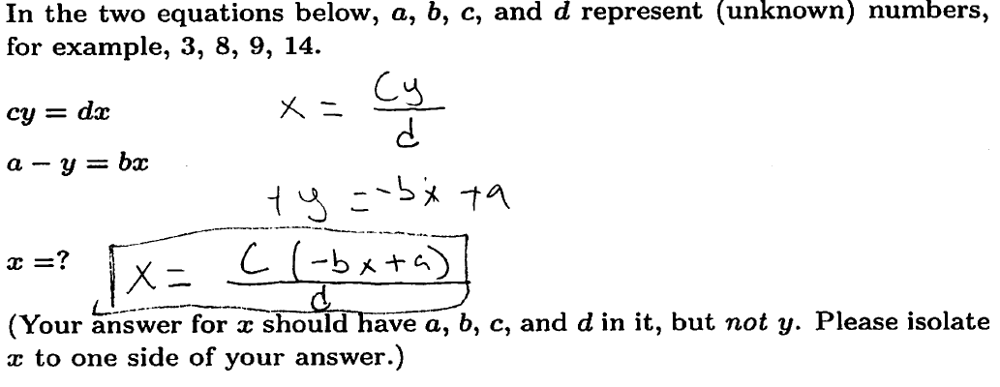 In the two equations below, a, b, c, and d represent (unknown) numbers,
for example, 3, 8, 9, 14.
cy = dx
x = cy/d
a − y = bx
+y = -bx +a
x =?
x = c(-bx+a)/d
(Your answer for x should have a, b, c, and d in it, but not y. Please isolate
x to one side of your answer.)